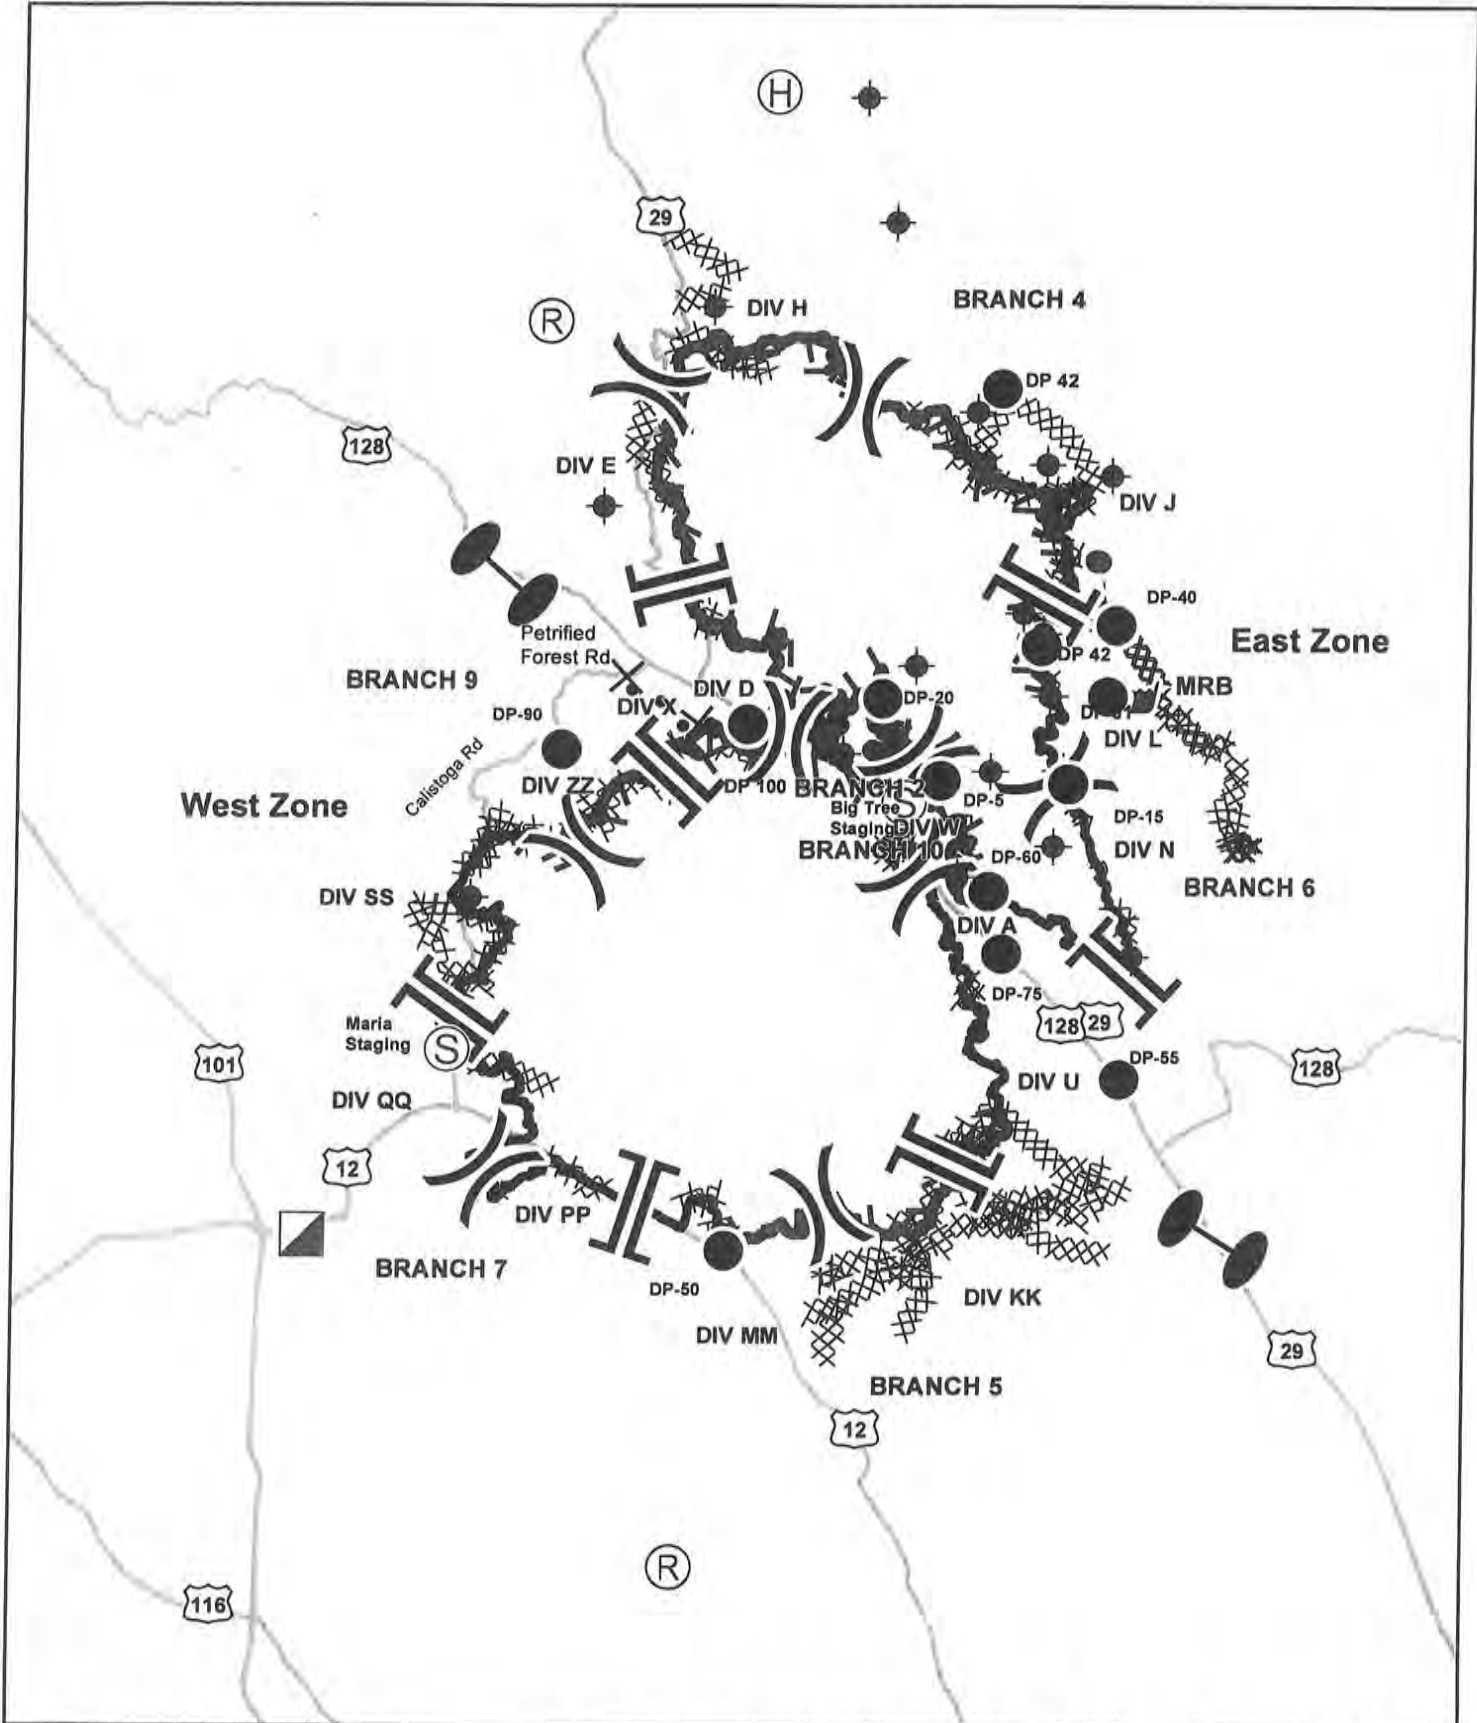 H
29
BRANCH 4
DIV H
R
DP 42
128
DIV E
DIV J
DP-40
Petrified
Forest Rd
East Zone
DP 42
BRANCH 9
MRB
DIV D
DP-20
DIV X
DP-90
DIV L
Calistoga Rd
DIV ZZ
DP 100
BRANCH 2
DP-5
West Zone
Big Tree
S
Staging
DIV W
DP-15
BRANCH 10
DP-60
DIV N
BRANCH 6
DIV SS
DIV A
DP-75
Maria
Staging
S
128
29
101
DP-55
128
DIV U
DIV QQ
12
DIV PP
BRANCH 7
DP-50
DIV KK
DIV MM
29
BRANCH 5
12
R
116